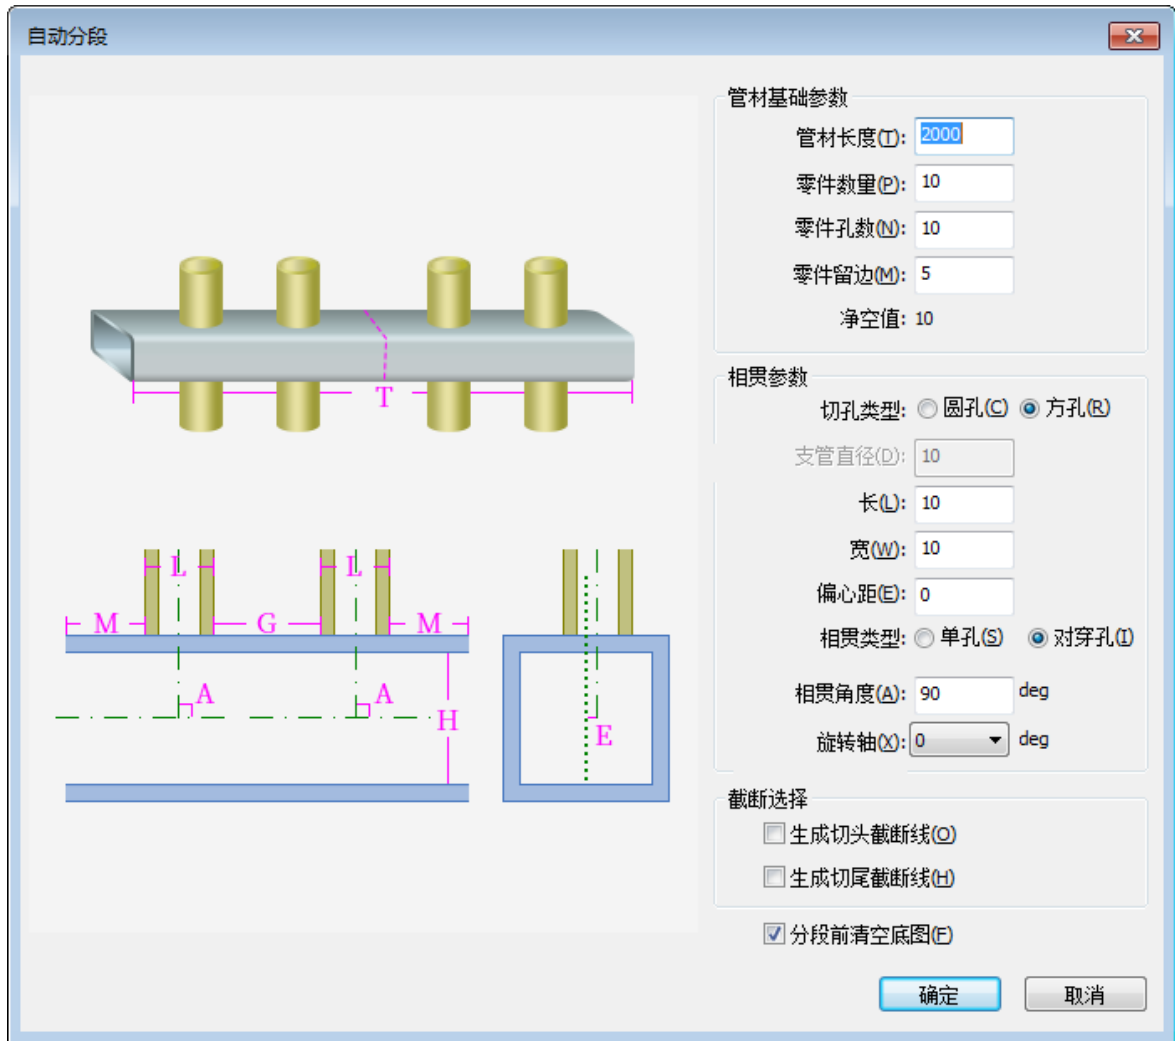 自动分段
管材基础参数
管材长度(T): 2000
零件数量(P): 10
零件孔数(N): 10
零件留边(M): 5
净空值: 10
T
相贯参数
切孔类型: 圆孔(C) 方孔(R)
支管直径(D): 10
长(L): 10
宽(W): 10
偏心距(E): 0
相贯类型: 单孔(S) 对穿孔(I)
相贯角度(A): 90 deg
旋转轴(X): 0 deg
L L
M G M
A A
H E
截断选择
生成切头截断线(O)
生成切尾截断线(H)
分段前清空底图(F)
确定 取消